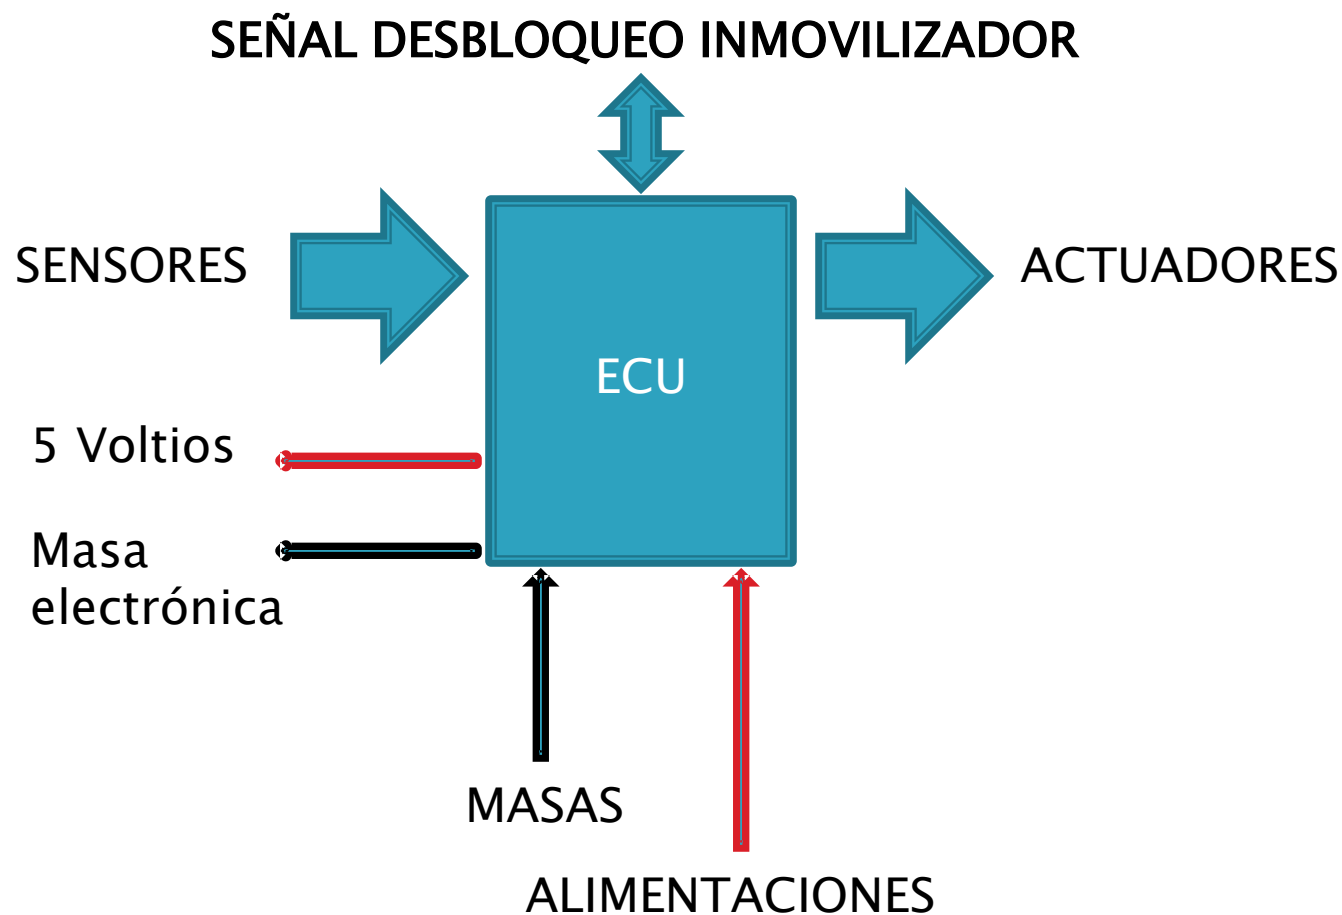 SEÑAL DESBLOQUEO INMOVILIZADOR
SENSORES
ACTUADORES
ECU
5 Voltios
Masa
electrónica
MASAS
ALIMENTACIONES